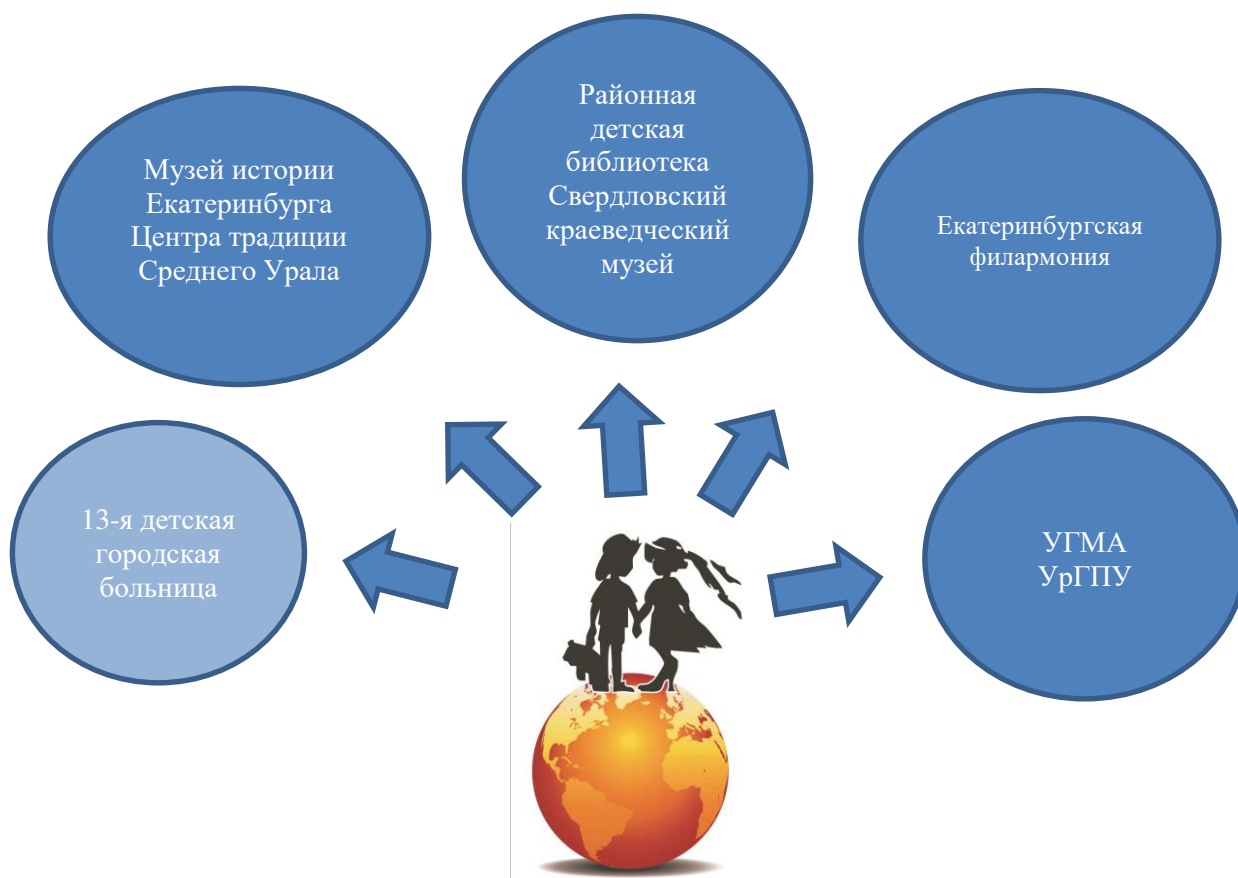 Музей истории
Екатеринбурга
Центра традиции
Среднего Урала
Районная
детская
библиотека
Свердловский
краеведческий
музей
Екатеринбургская
филармония
13-я детская
городская
больница
УГМА
УрГПУ